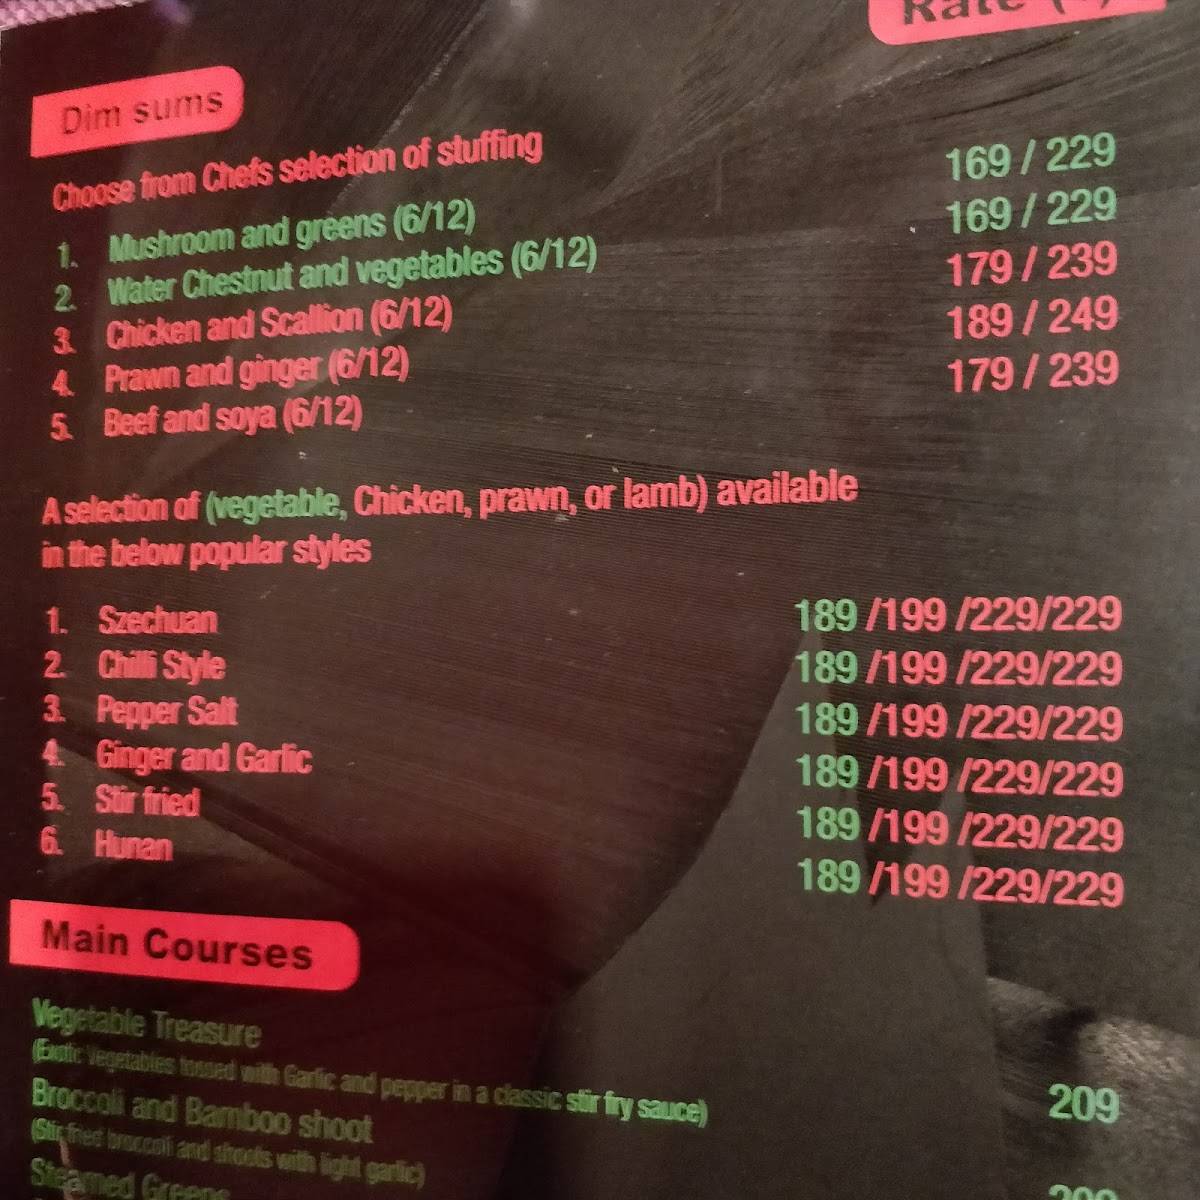 Rate
Dim sums
Choose from Chefs selection of stuffing
1. Mushroom and greens (6/12) 169 / 229
2. Water Chestnut and vegetables (6/12) 169 / 229
3. Chicken and Scallion (6/12) 179 / 239
4. Prawn and ginger (6/12) 189 / 249
5. Beef and soya (6/12) 179 / 239
A selection of (vegetable, Chicken, prawn, or lamb) available
in the below popular styles
1. Szechuan 189 /199 /229/229
2. Chilli Style 189 /199 /229/229
3. Pepper Salt 189 /199 /229/229
4. Ginger and Garlic 189 /199 /229/229
5. Stir fried 189 /199 /229/229
6. Hunan 189 /199 /229/229
Main Courses
Vegetable Treasure
(Exotic Vegetables tossed with Garlic and pepper in a classic stir fry sauce) 209
Broccoli and Bamboo shoot
(Stir fried broccoli and shoots with light garlic)
Steamed Greens